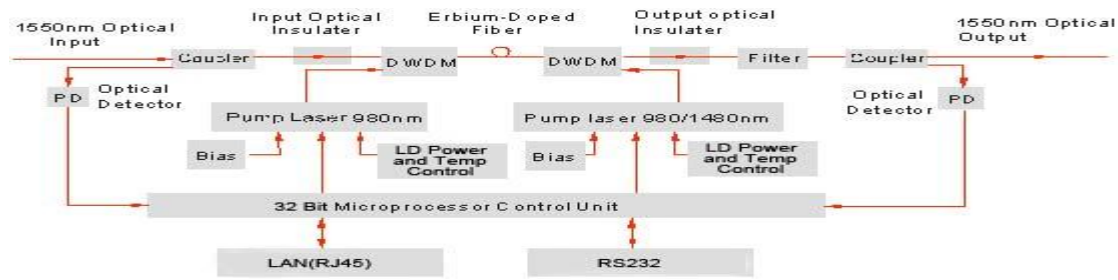 1550nm Optical
Input
Input Optical
Insulater
Erbium-Doped
Fiber
Output optical
Insulater
1550nm Optical
Output
Coupler
DWDM
DWDM
Filter
Coupler
PD
Optical
Detector
Optical
Detector
PD
Pump Laser 980nm
Pump laser 980/1480nm
Bias
LD Power
and Temp
Control
Bias
LD Power
and Temp
Control
32 Bit Microprocessor Control Unit
LAN(RJ45)
RS232